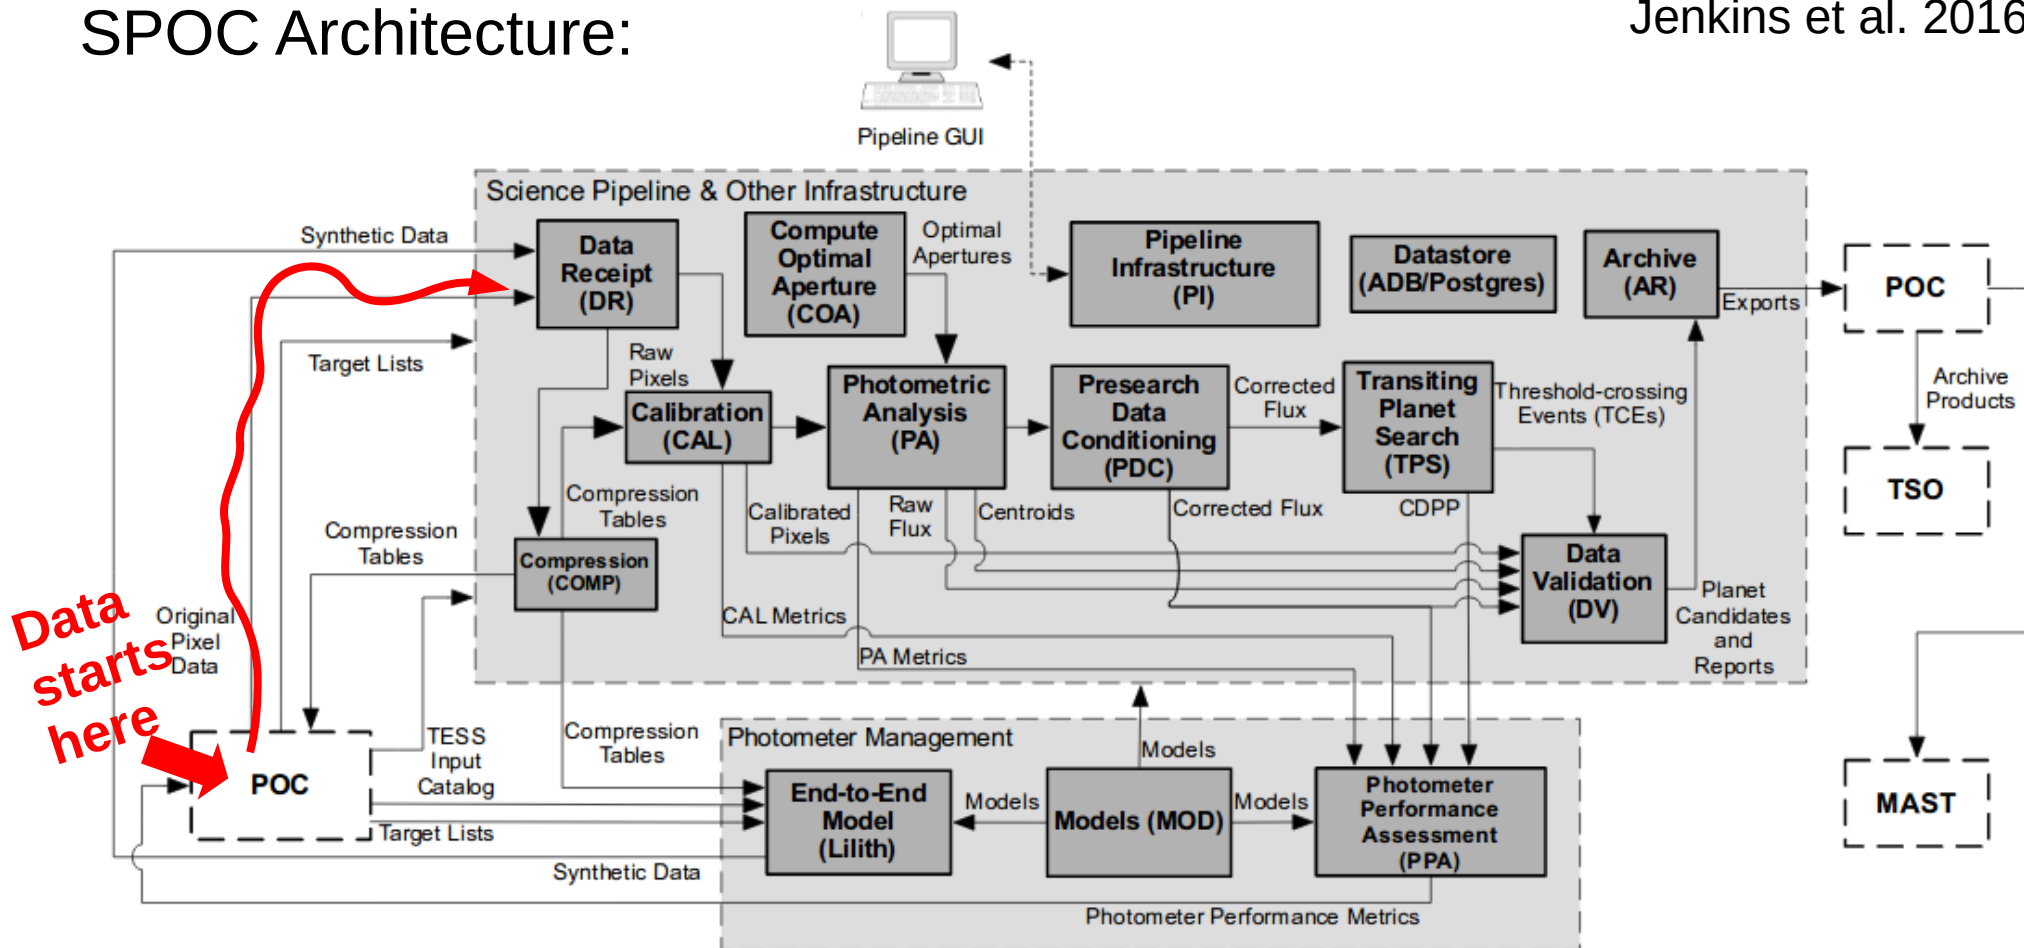 SPOC Architecture:
Jenkins et al. 2016
Pipeline GUI
Science Pipeline & Other Infrastructure
Synthetic Data
Data
Receipt
(DR)
Compute
Optimal
Aperture
(COA)
Optimal
Apertures
Pipeline
Infrastructure
(PI)
Datastore
(ADB/Postgres)
Archive
(AR)
Exports
POC
Target Lists
Raw
Pixels
Calibration
(CAL)
Photometric
Analysis
(PA)
Presearch
Data
Conditioning
(PDC)
Corrected
Flux
Transiting
Planet
Search
(TPS)
Threshold-crossing
Events (TCEs)
Archive
Products
TSO
Compression
Tables
Compression
Tables
Calibrated
Pixels
Raw
Flux
Centroids
Corrected Flux
CDPP
Compression
(COMP)
Data
Validation
(DV)
Data
starts
here
Original
Pixel
Data
CAL Metrics
PA Metrics
Planet
Candidates
and
Reports
POC
TESS
Input
Catalog
Target Lists
Compression
Tables
Photometer Management
Models
End-to-End
Model
(Lilith)
Models
Models (MOD)
Models
Photometer
Performance
Assessment
(PPA)
MAST
Synthetic Data
Photometer Performance Metrics